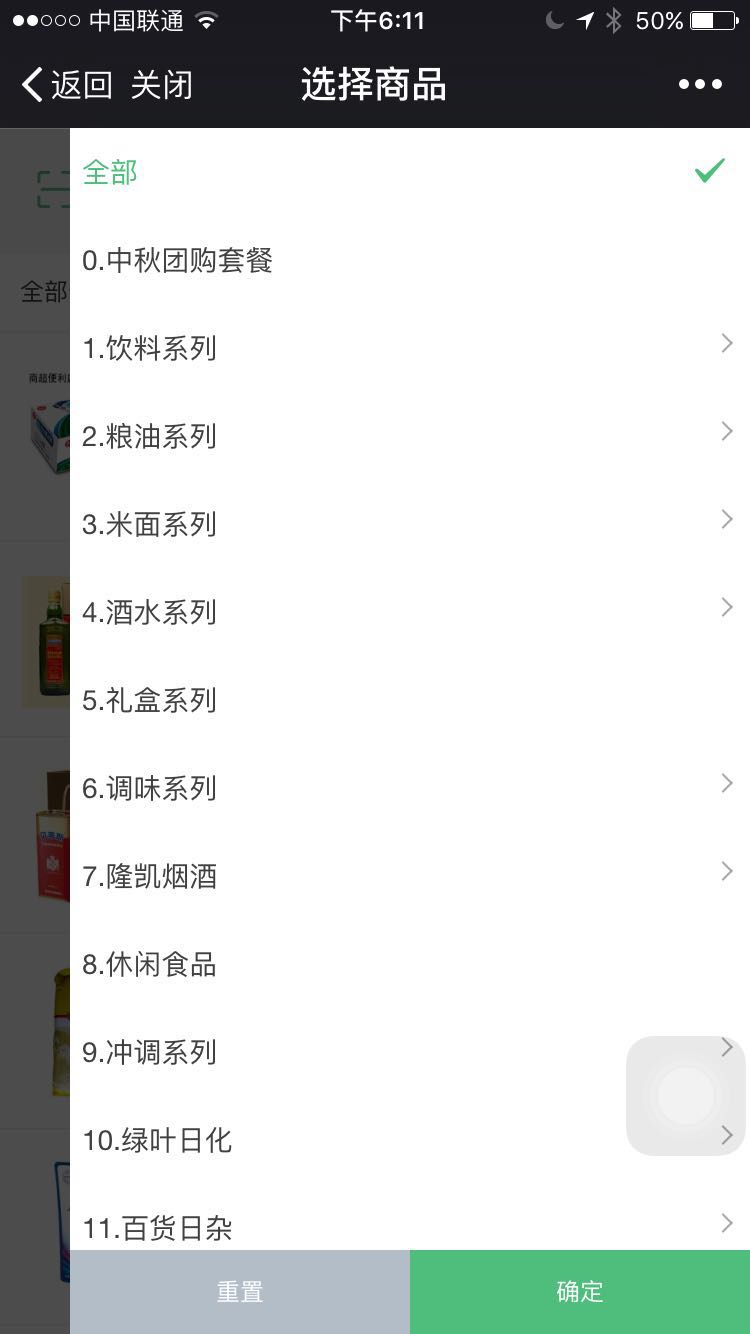 中国联通 下午6:11 50%
返回 关闭 选择商品
全部
全部
0.中秋团购套餐
1.饮料系列
商超便利
2.粮油系列
3.米面系列
4.酒水系列
5.礼盒系列
6.调味系列
7.隆凯烟酒
8.休闲食品
9.冲调系列
10.绿叶日化
11.百货日杂
重置 确定